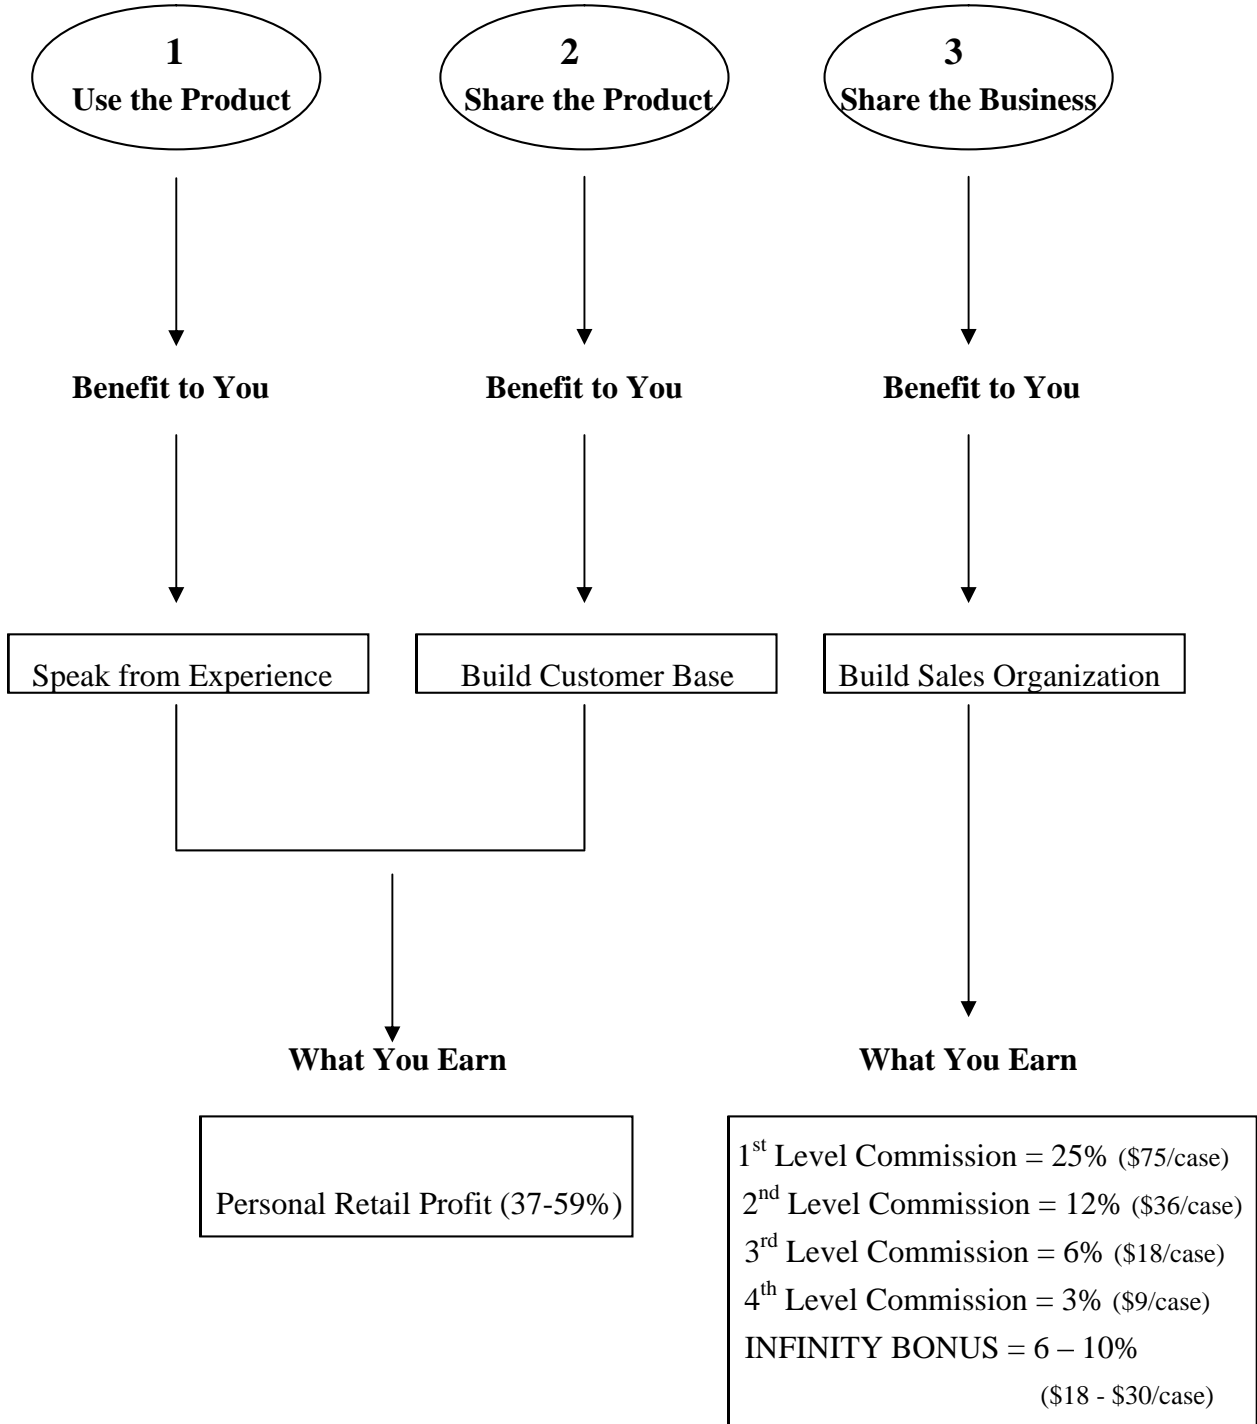 1
Use the Product
2
Share the Product
3
Share the Business
Benefit to You
Benefit to You
Benefit to You
Speak from Experience
Build Customer Base
Build Sales Organization
What You Earn
What You Earn
Personal Retail Profit (37-59%)
1st Level Commission = 25% ($75/case)
2nd Level Commission = 12% ($36/case)
3rd Level Commission = 6% ($18/case)
4th Level Commission = 3% ($9/case)
INFINITY BONUS = 6 – 10%
($18 - $30/case)